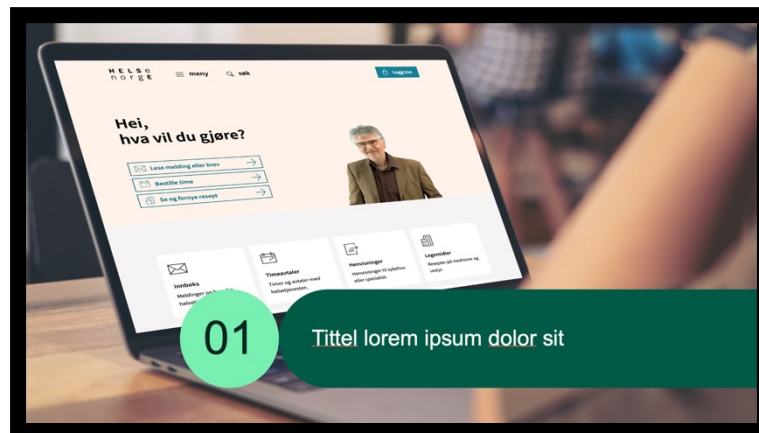 HELSe
norgE
meny
søk
Logg inn
Hei,
hva vil du gjøre?
Lese melding eller brev
Bestille time
Se og fornye resept
Innboks
Meldinger og
Timeavtaler
Timer og avtaler med
helsetjenesten.
Henvisninger
Henvisninger til sykehus
eller spesialist.
Legemidler
Resepter på medisiner og
utstyr.
01
Tittel lorem ipsum dolor sit